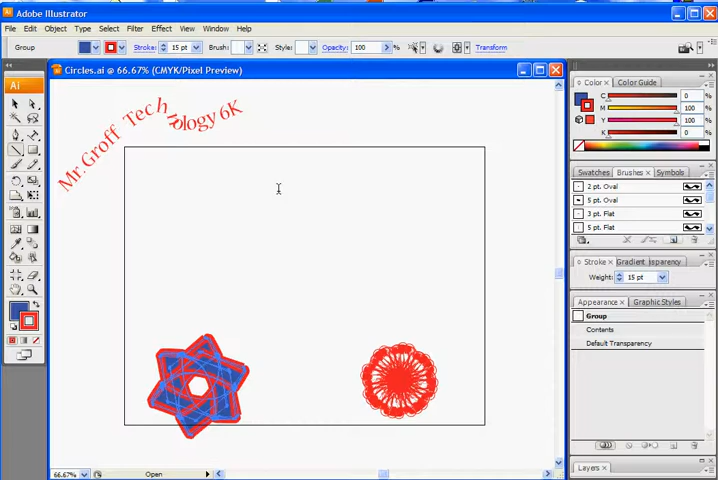 Adobe Illustrator
File Edit Object Type Select Filter Effect View Window Help
Group Stroke: 15 pt Brush: Style: Opacity: 100 % Transform
Circles.ai @ 66.67% (CMYK/Pixel Preview)
Ai
Mr. Groff Technology 6K
Color × Color Guide
C 0 %
M 100 %
Y 100 %
K 0 %
Swatches Brushes × Symbols
2 pt. Oval
5 pt. Oval
3 pt. Flat
5 pt. Flat
Stroke × Gradient sparency
Weight: 15 pt
Appearance × Graphic Styles
Group
Contents
Default Transparency
Layers ×
66.67% Open